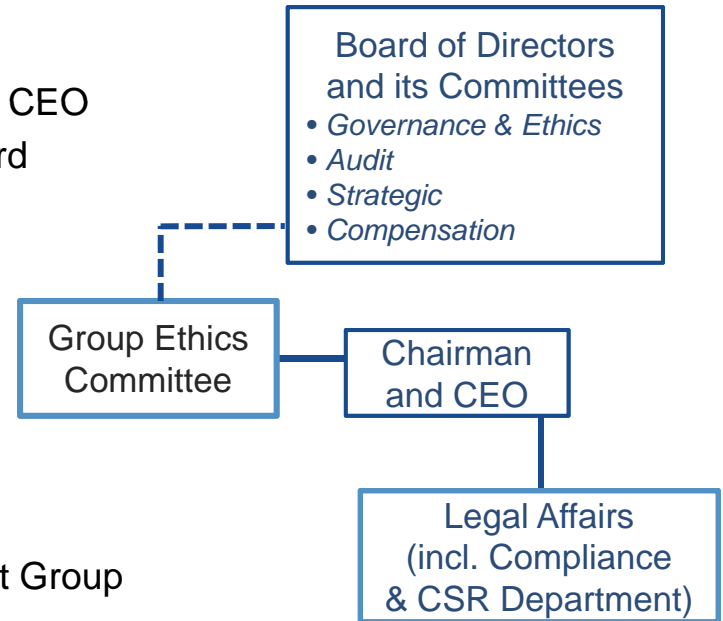 Board of Directors
and its Committees
• Governance & Ethics
• Audit
• Strategic
• Compensation
CEO
Group Ethics
Committee
Chairman
and CEO
Legal Affairs
(incl. Compliance
& CSR Department)
Group